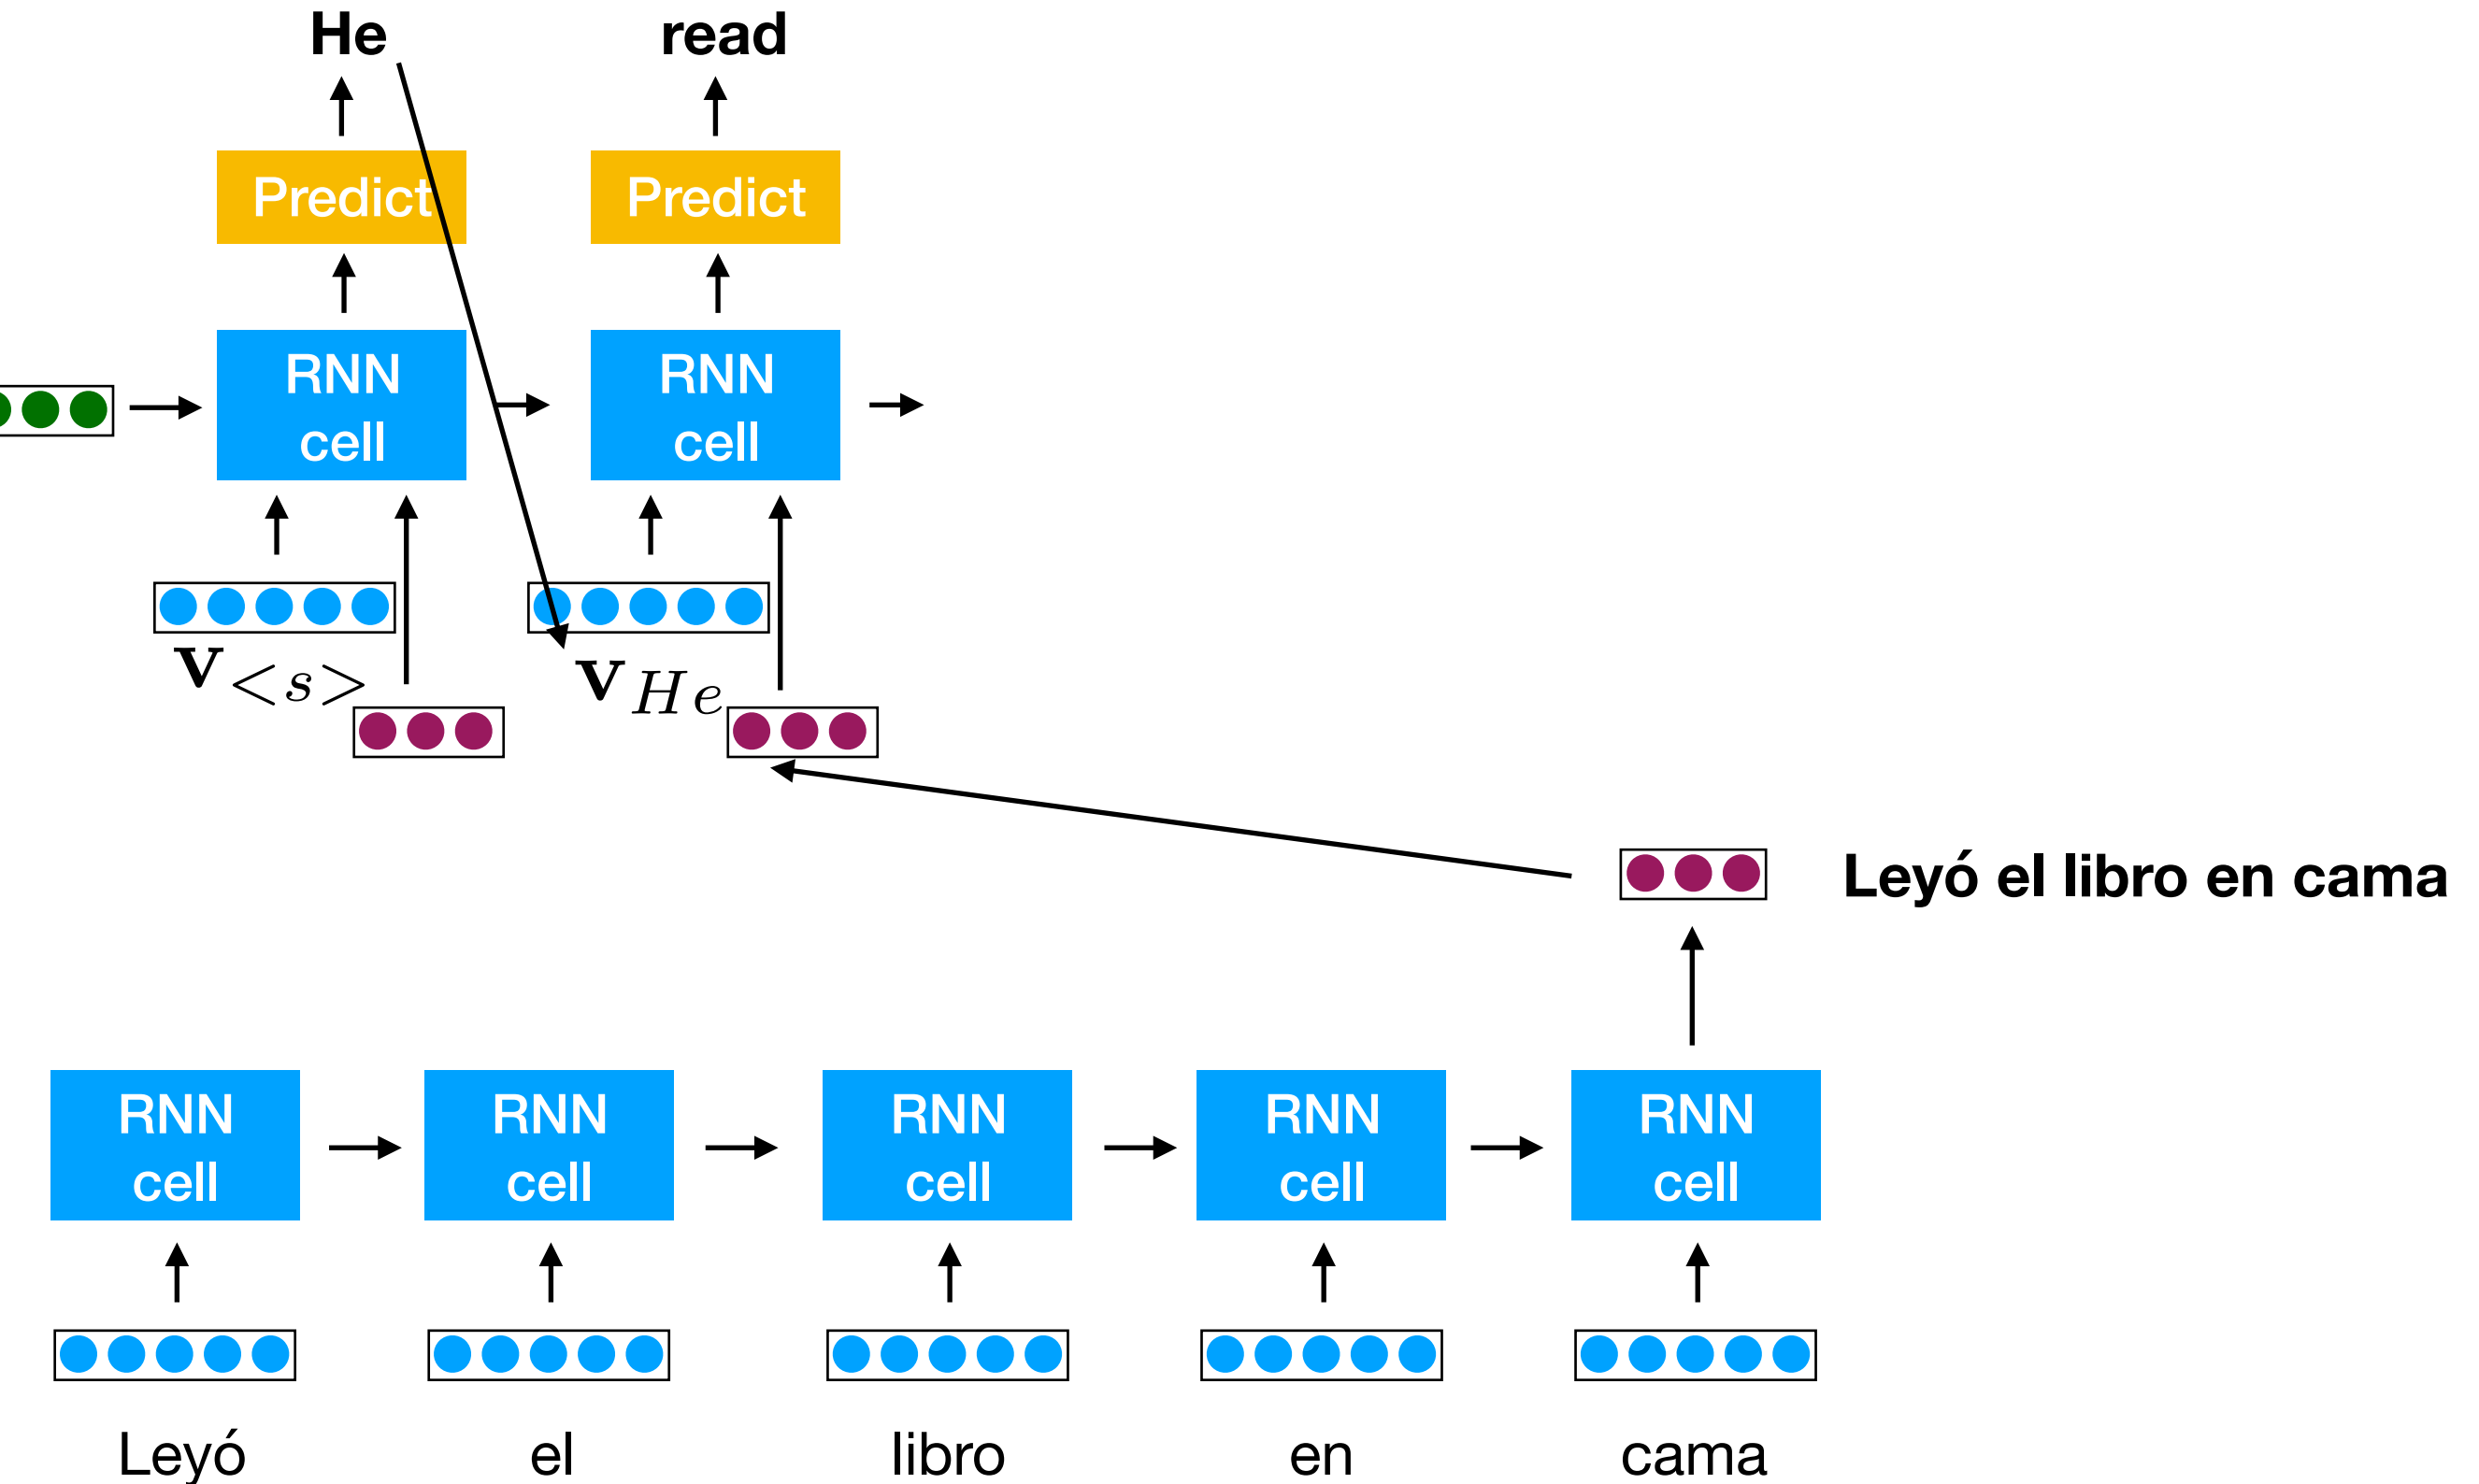 He read
Predict Predict
RNN cell RNN cell
v<s> vHe
Leyó el libro en cama
RNN cell RNN cell RNN cell RNN cell RNN cell
Leyó el libro en cama